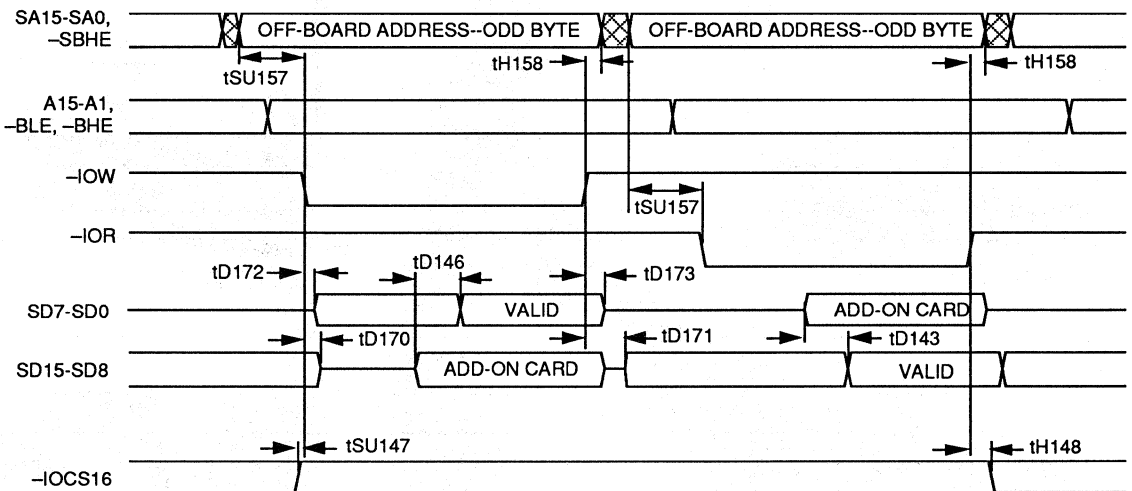 SA15-SA0,
–SBHE
OFF-BOARD ADDRESS--ODD BYTE
OFF-BOARD ADDRESS--ODD BYTE
tSU157
tH158
tH158
A15-A1,
–BLE, –BHE
–IOW
tSU157
–IOR
tD172
tD146
tD173
SD7-SD0
VALID
ADD-ON CARD
tD170
tD171
tD143
SD15-SD8
ADD-ON CARD
VALID
tSU147
tH148
–IOCS16